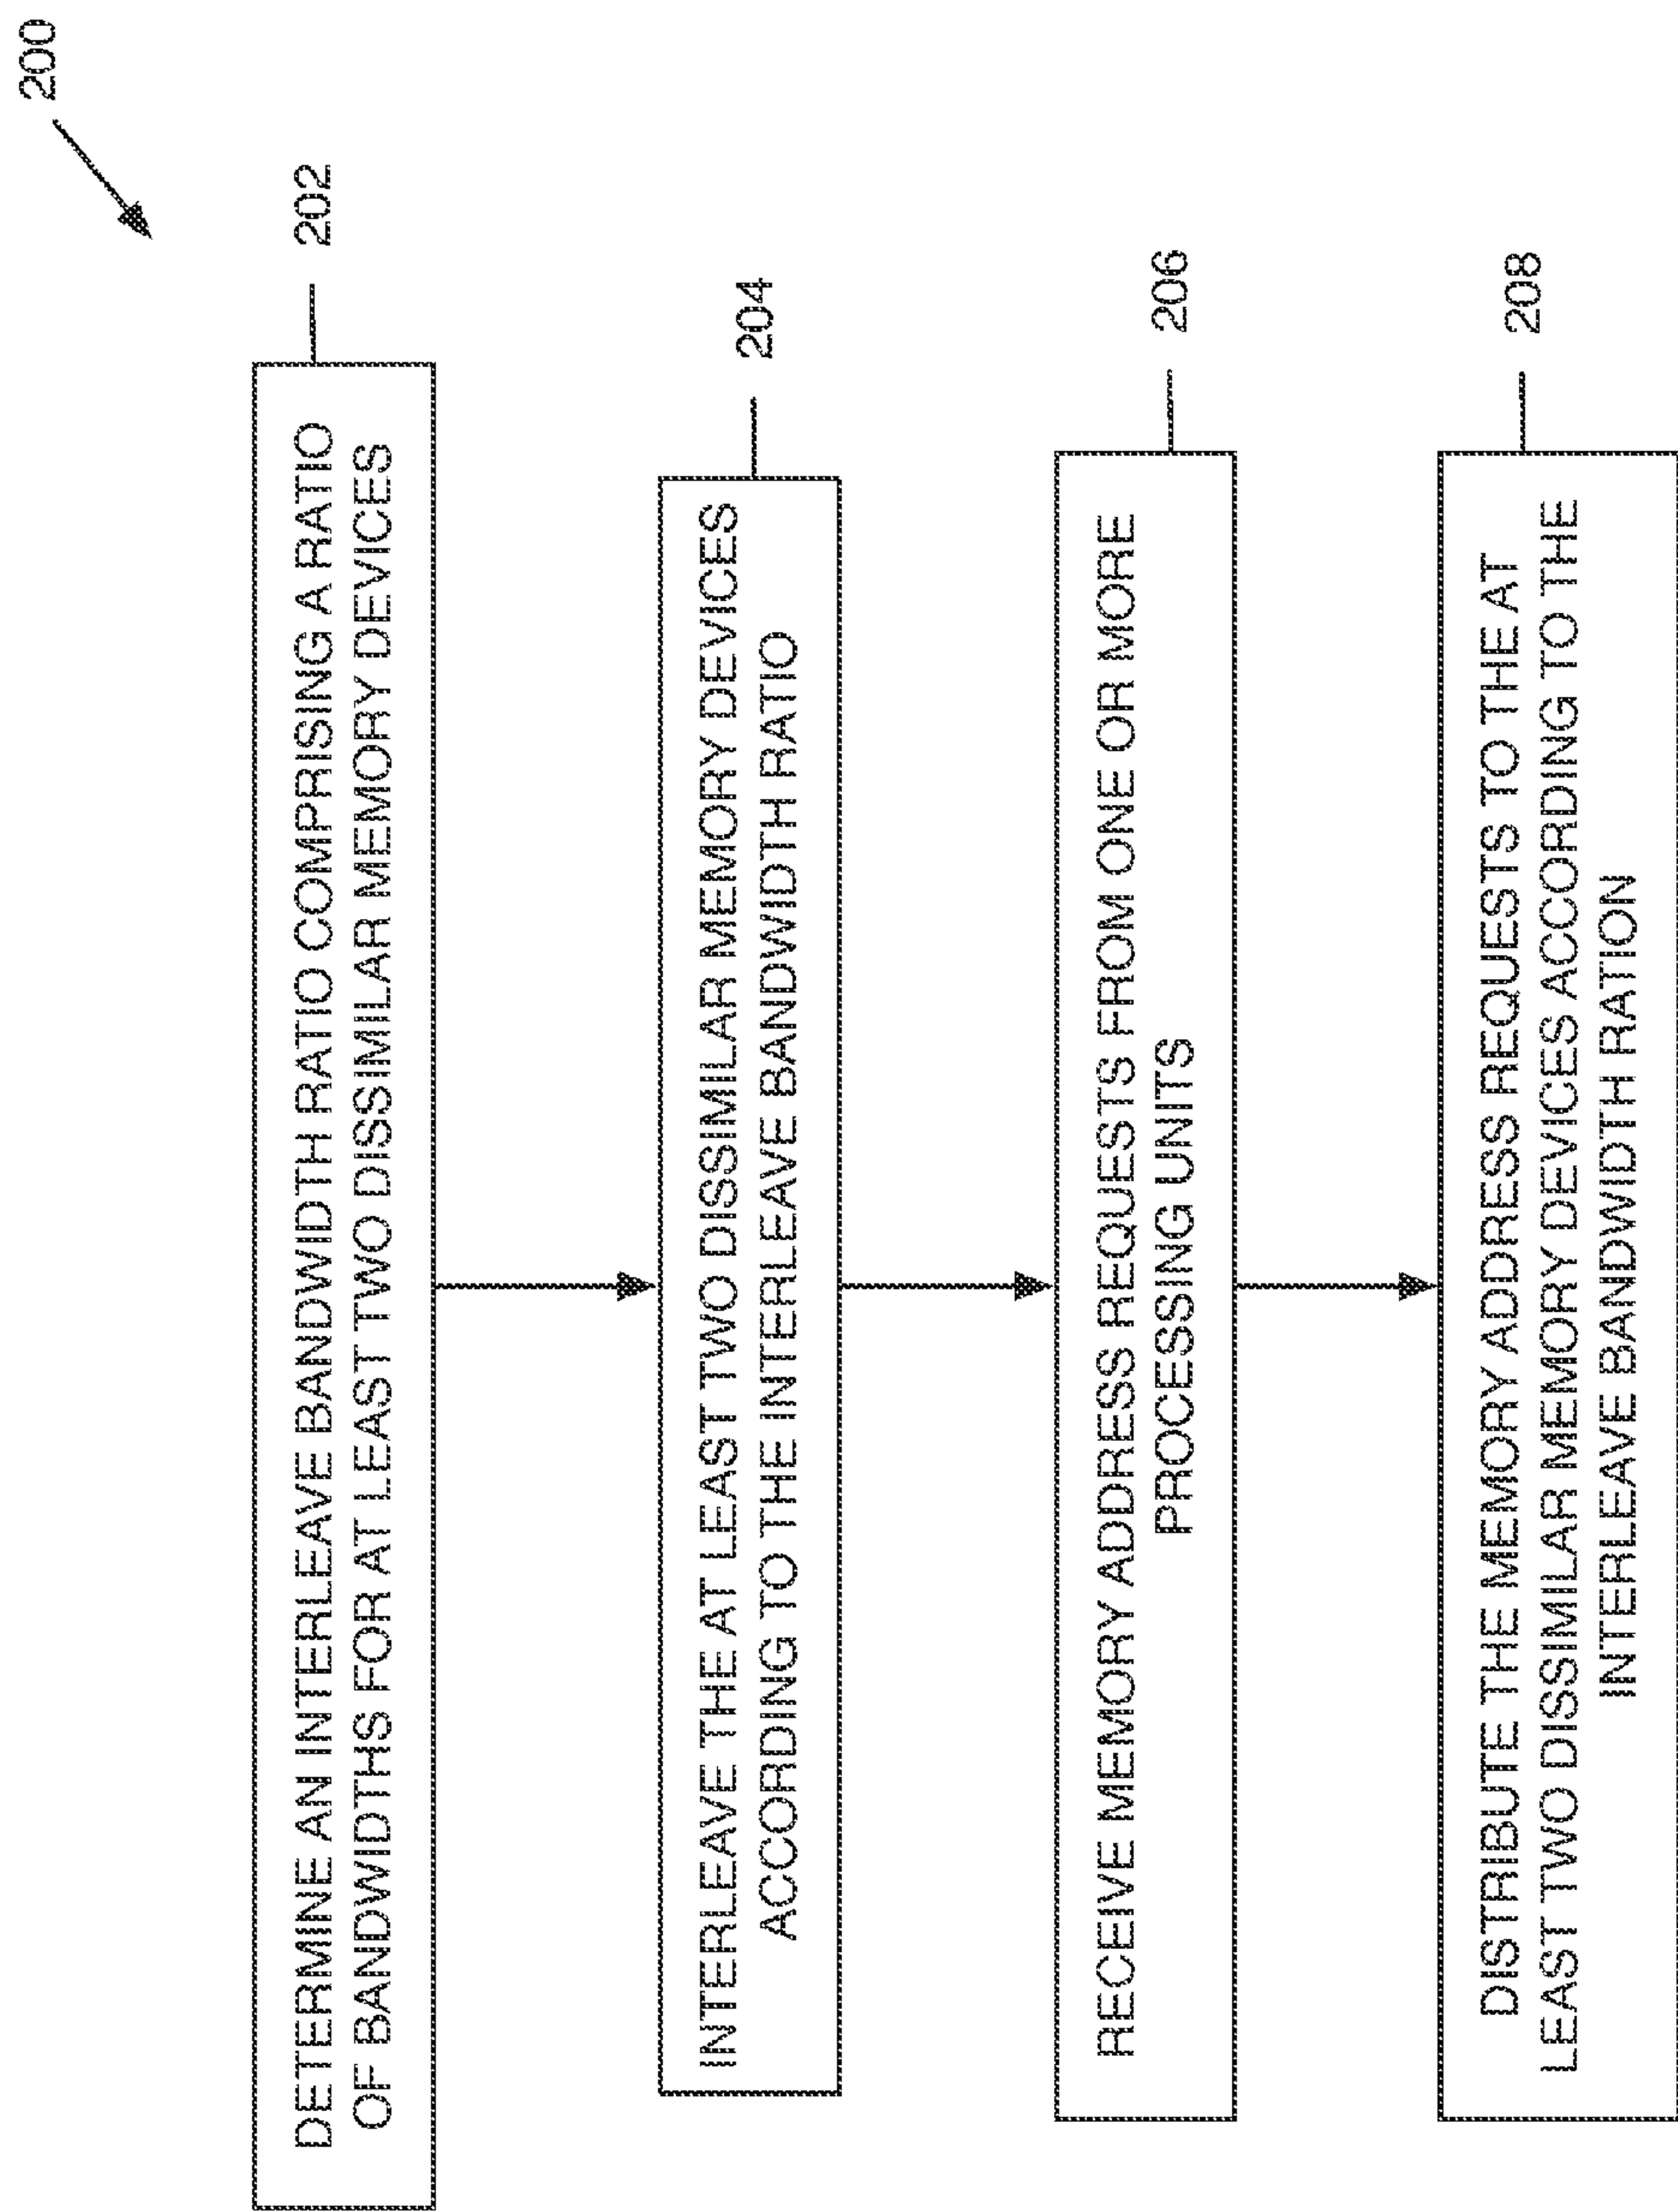 200
DETERMINE AN INTERLEAVE BANDWIDTH RATIO COMPRISING A RATIO
OF BANDWIDTHS FOR AT LEAST TWO DISSIMILAR MEMORY DEVICES
202
INTERLEAVE THE AT LEAST TWO DISSIMILAR MEMORY DEVICES
ACCORDING TO THE INTERLEAVE BANDWIDTH RATIO
204
RECEIVE MEMORY ADDRESS REQUESTS FROM ONE OR MORE
PROCESSING UNITS
206
DISTRIBUTE THE MEMORY ADDRESS REQUESTS TO THE AT
LEAST TWO DISSIMILAR MEMORY DEVICES ACCORDING TO THE
INTERLEAVE BANDWIDTH RATION
208